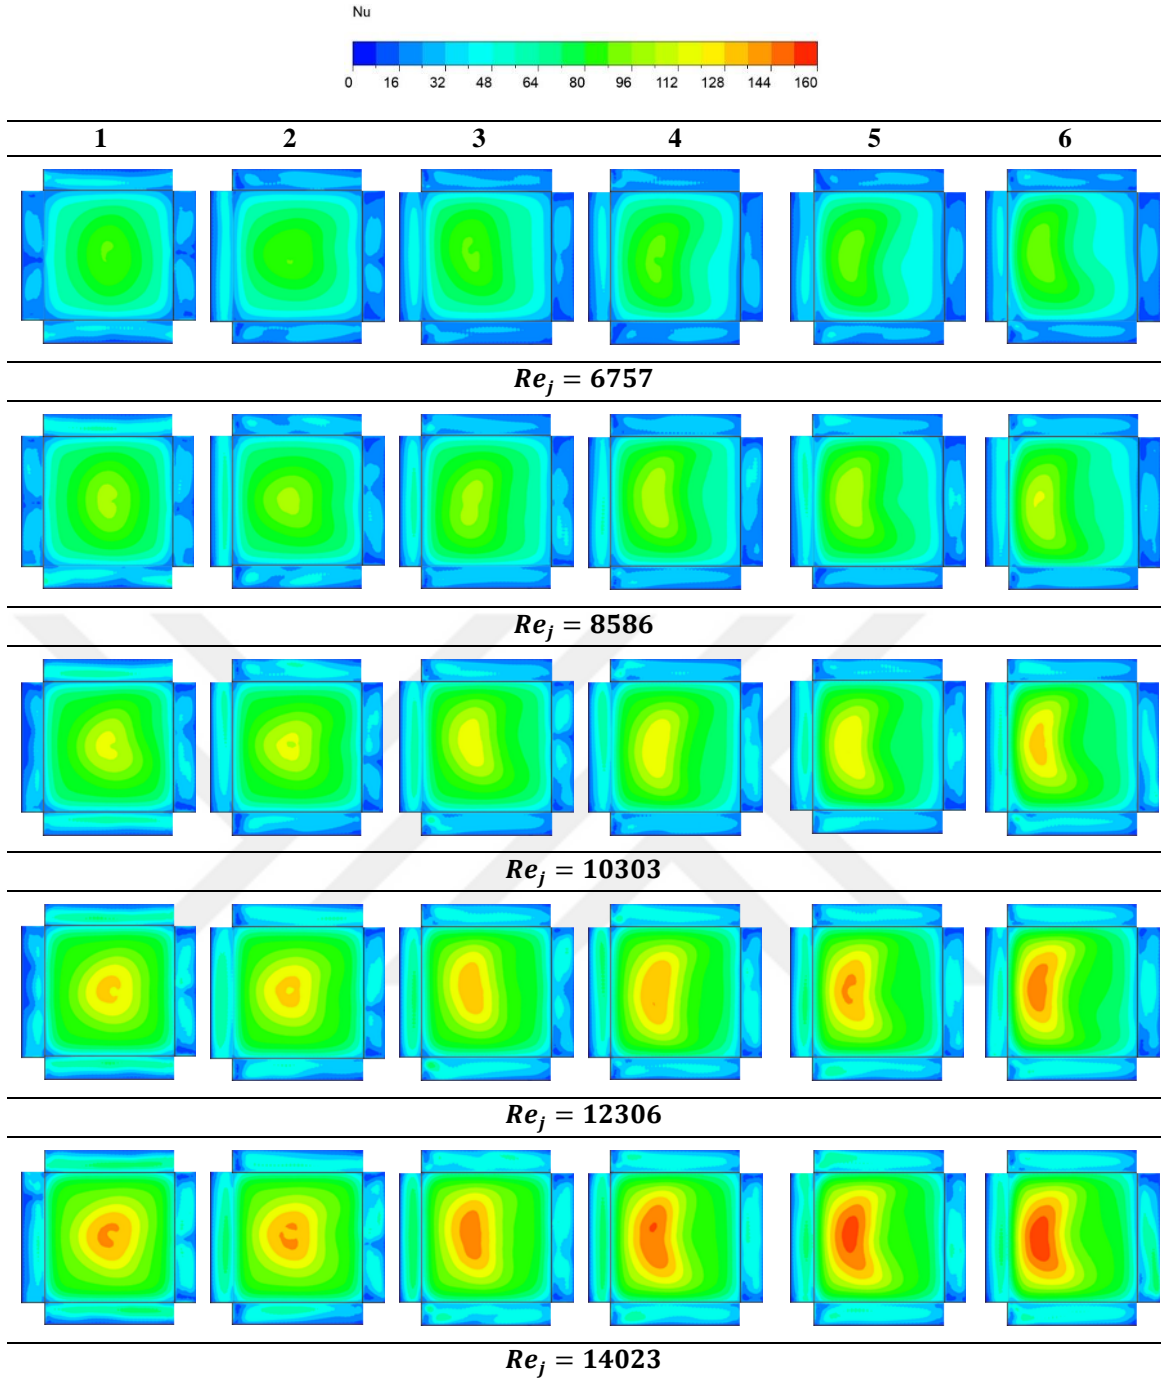 Nu
0 16 32 48 64 80 96 112 128 144 160
1 2 3 4 5 6
Re_j = 6757
Re_j = 8586
Re_j = 10303
Re_j = 12306
Re_j = 14023